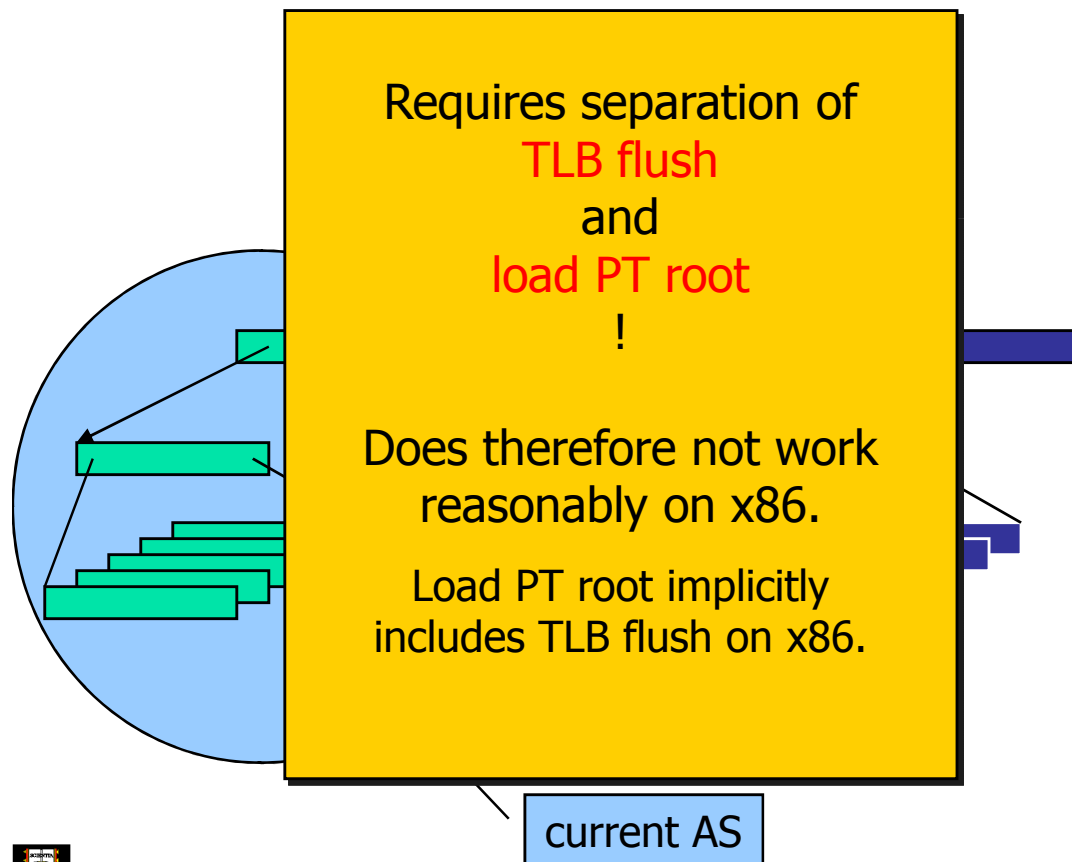 Requires separation of
TLB flush
and
load PT root
!
Does therefore not work
reasonably on x86.
Load PT root implicitly
includes TLB flush on x86.
current AS